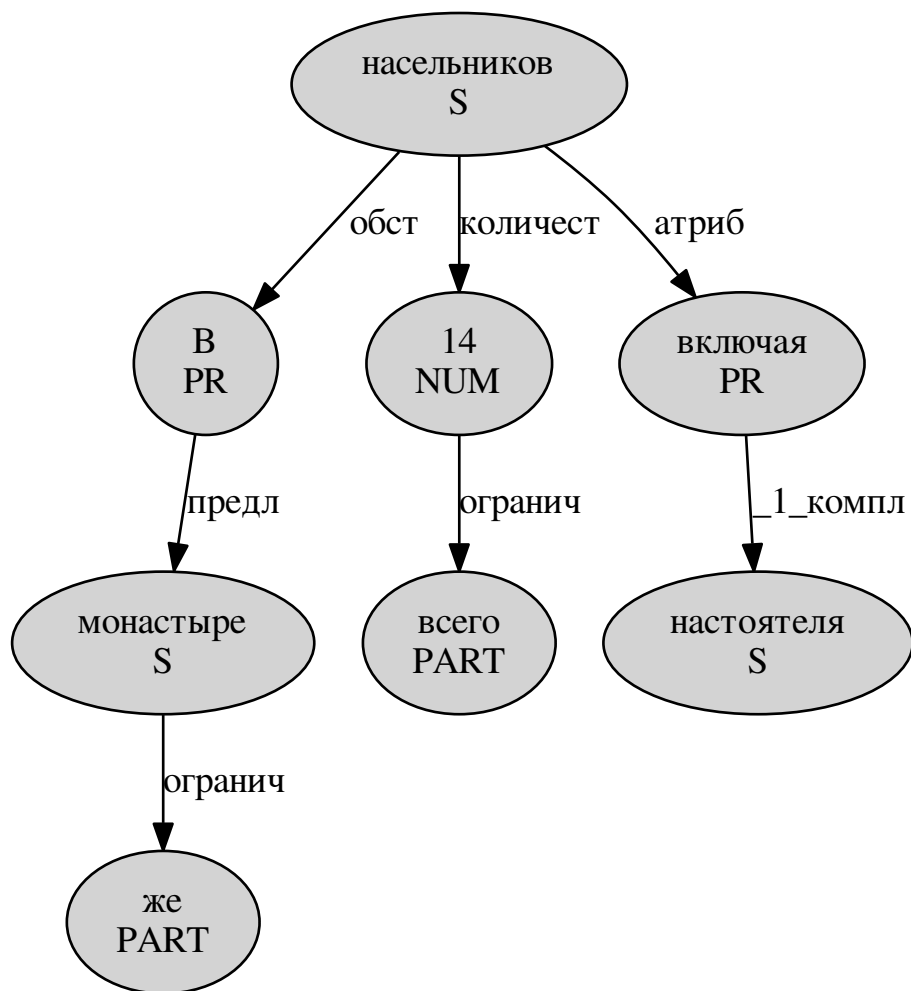 насельников
S
обст
количест
атриб
В
PR
14
NUM
включая
PR
предл
огранич
_1_компл
монастыре
S
всего
PART
настоятеля
S
огранич
же
PART